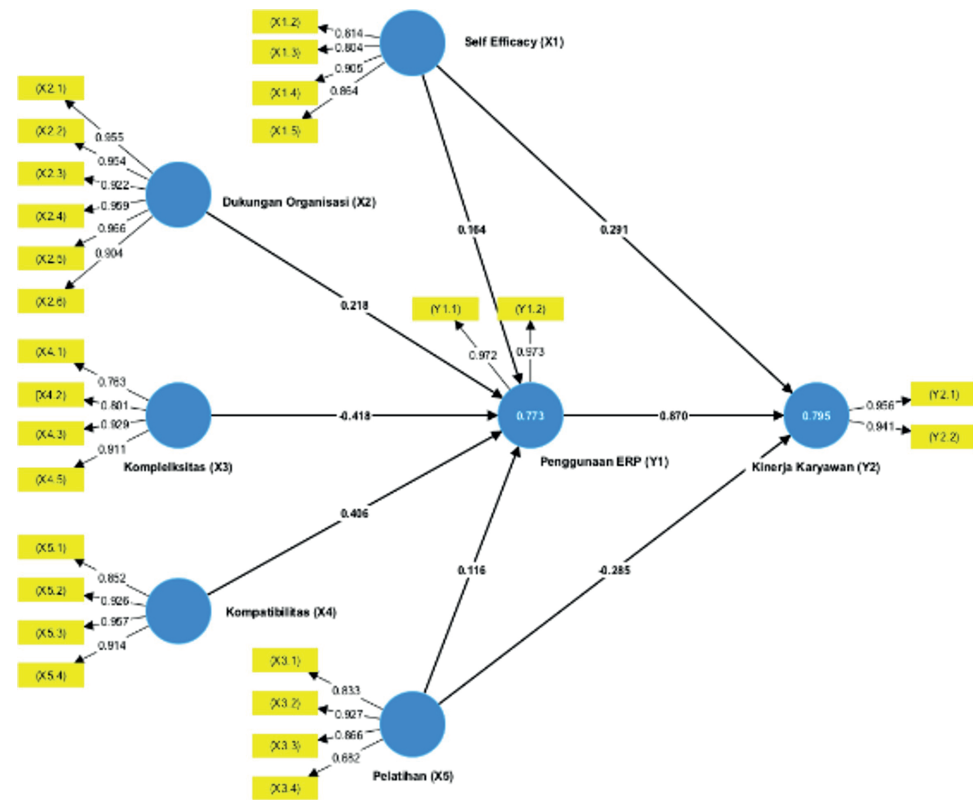 (X1.2)
(X1.3)
(X1.4)
(X1.5)
0.814
0.804
0.905
0.864
Self Efficacy (X1)
(X2.1)
(X2.2)
(X2.3)
(X2.4)
(X2.5)
(X2.6)
0.955
0.954
0.922
0.959
0.966
0.904
Dukungan Organisasi (X2)
0.164
0.291
0.218
(Y1.1)
(Y1.2)
0.972
0.973
(X4.1)
(X4.2)
(X4.3)
(X4.5)
0.763
0.801
0.929
0.911
Kompleiksitas (X3)
-0.418
0.773
Penggunaan ERP (Y1)
0.870
0.795
Kinerja Karyawan (Y2)
0.956
0.941
(Y2.1)
(Y2.2)
0.406
0.116
-0.285
(X5.1)
(X5.2)
(X5.3)
(X5.4)
0.852
0.926
0.957
0.914
Kompatibilitas (X4)
(X3.1)
(X3.2)
(X3.3)
(X3.4)
0.833
0.927
0.866
0.682
Pelatihan (X5)